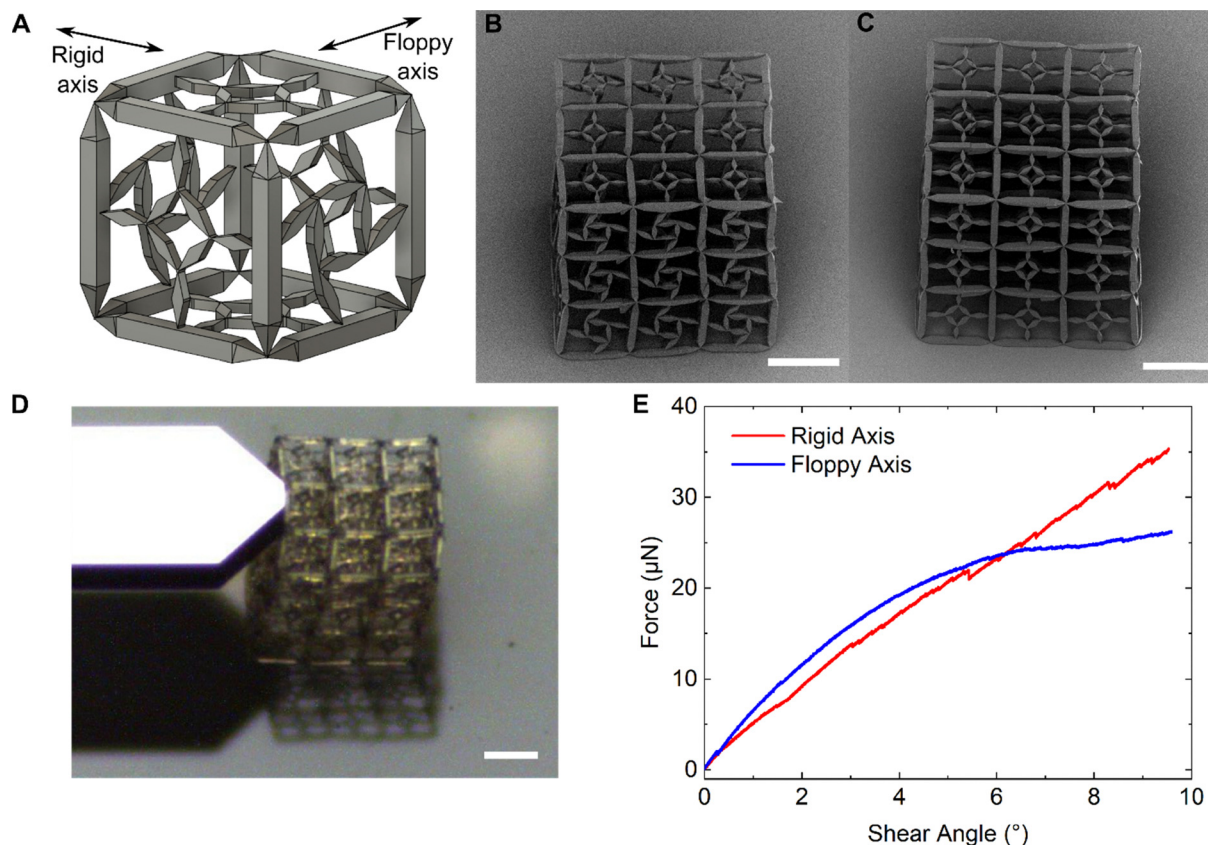 A
Rigid
axis
Floppy
axis
B
C
D
E
Rigid Axis
Floppy Axis
Force (µN)
40
30
20
10
0
0
2
4
6
8
10
Shear Angle (°)